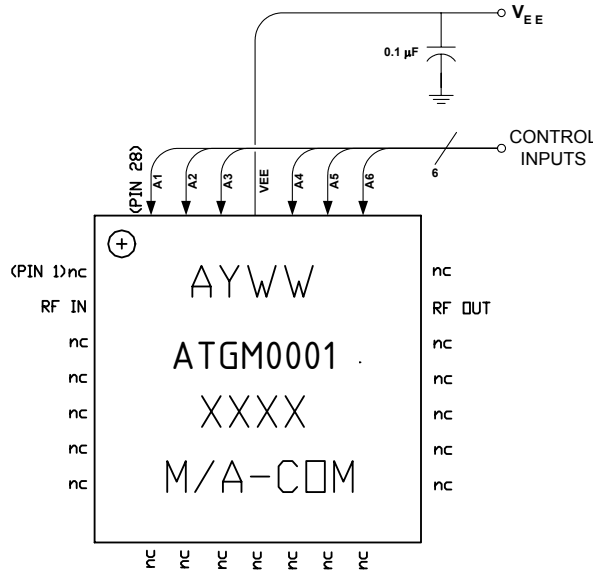 VEE
0.1 µF
CONTROL
INPUTS
6
(PIN 28)
A1
A2
A3
VEE
A4
A5
A6
(PIN 1)nc
AYWW
nc
RF IN
RF OUT
nc
ATGM0001
nc
nc
nc
nc
XXXX
nc
nc
nc
nc
M/A-COM
nc
nc
nc
nc
nc
nc
nc
nc